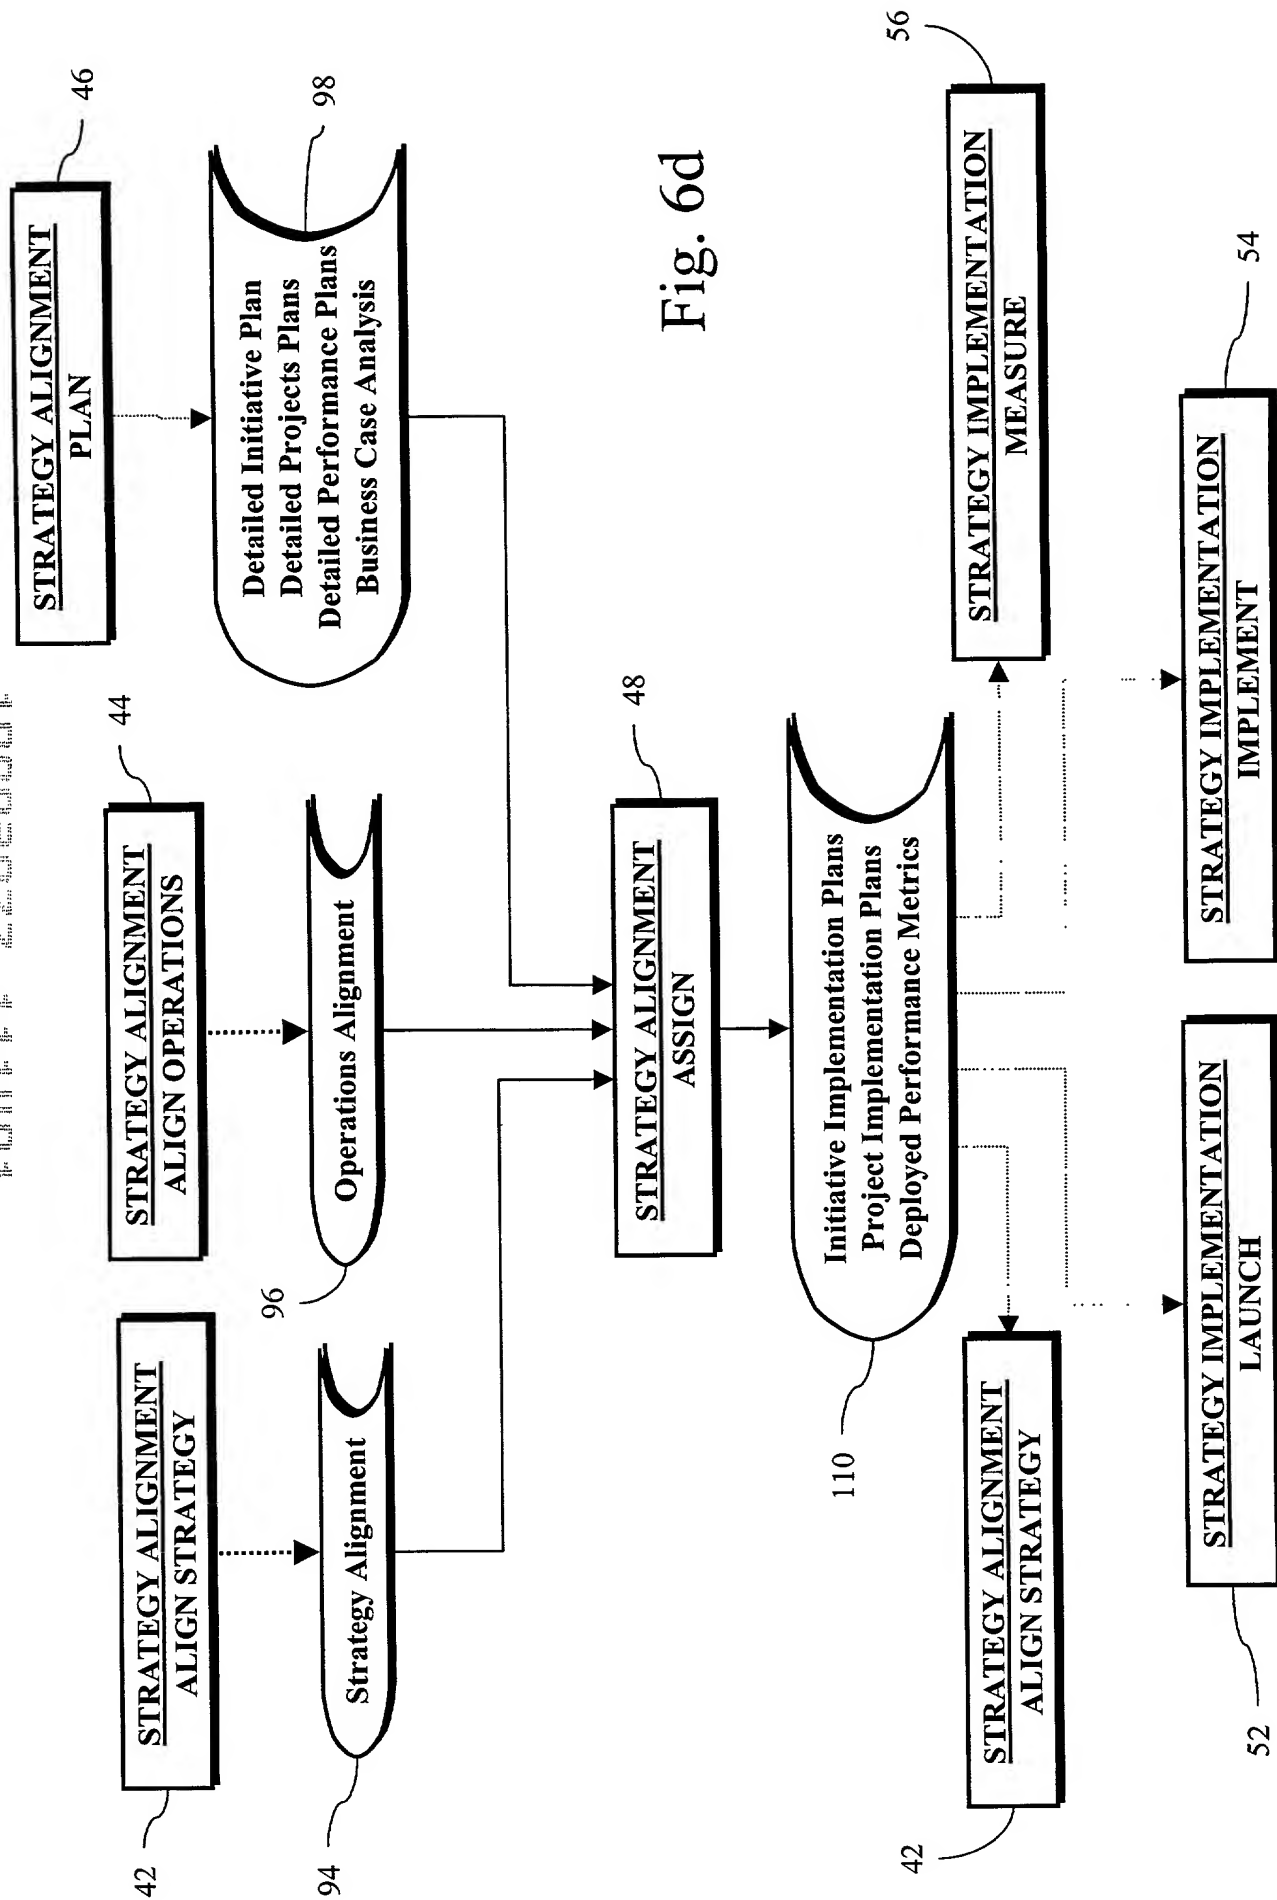 46
STRATEGY ALIGNMENT
PLAN
98
Detailed Initiative Plan
Detailed Projects Plans
Detailed Performance Plans
Business Case Analysis
44
STRATEGY ALIGNMENT
ALIGN OPERATIONS
96
Operations Alignment
42
STRATEGY ALIGNMENT
ALIGN STRATEGY
94
Strategy Alignment
48
STRATEGY ALIGNMENT
ASSIGN
110
Initiative Implementation Plans
Project Implementation Plans
Deployed Performance Metrics
Fig. 6d
42
STRATEGY ALIGNMENT
ALIGN STRATEGY
56
STRATEGY IMPLEMENTATION
MEASURE
52
STRATEGY IMPLEMENTATION
LAUNCH
54
STRATEGY IMPLEMENTATION
IMPLEMENT